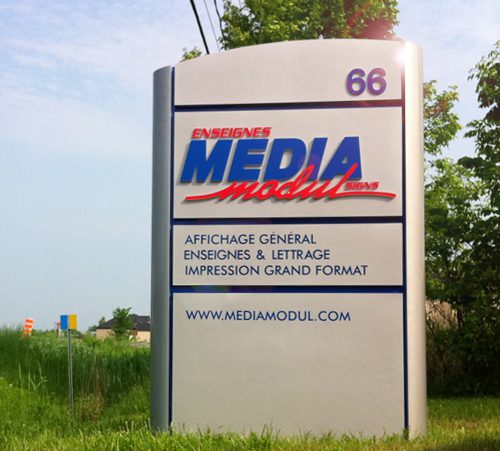 66
ENSEIGNES
MEDIA
modul SIGNS
AFFICHAGE GÉNÉRAL
ENSEIGNES & LETTRAGE
IMPRESSION GRAND FORMAT
WWW.MEDIAMODUL.COM